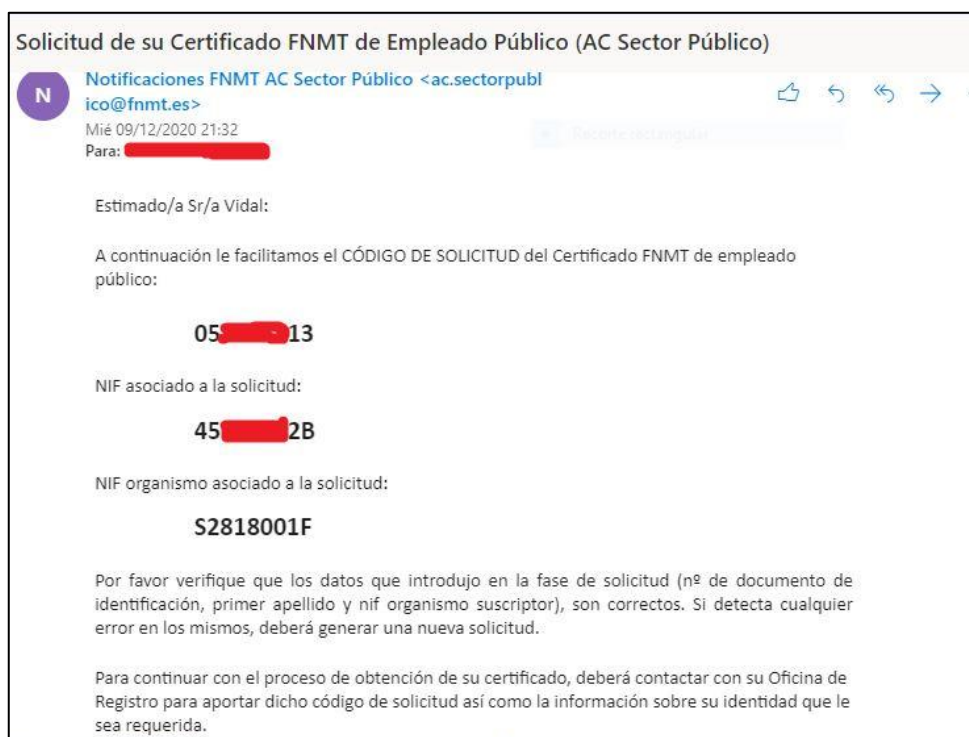 Solicitud de su Certificado FNMT de Empleado Público (AC Sector Público)
N
Notificaciones FNMT AC Sector Público <ac.sectorpubl
ico@fnmt.es>
Mié 09/12/2020 21:32
Para:
Recorte rectangular
Estimado/a Sr/a Vidal:
A continuación le facilitamos el CÓDIGO DE SOLICITUD del Certificado FNMT de empleado
público:
05 13
NIF asociado a la solicitud:
45 2B
NIF organismo asociado a la solicitud:
S2818001F
Por favor verifique que los datos que introdujo en la fase de solicitud (nº de documento de
identificación, primer apellido y nif organismo suscriptor), son correctos. Si detecta cualquier
error en los mismos, deberá generar una nueva solicitud.
Para continuar con el proceso de obtención de su certificado, deberá contactar con su Oficina de
Registro para aportar dicho código de solicitud así como la información sobre su identidad que le
sea requerida.